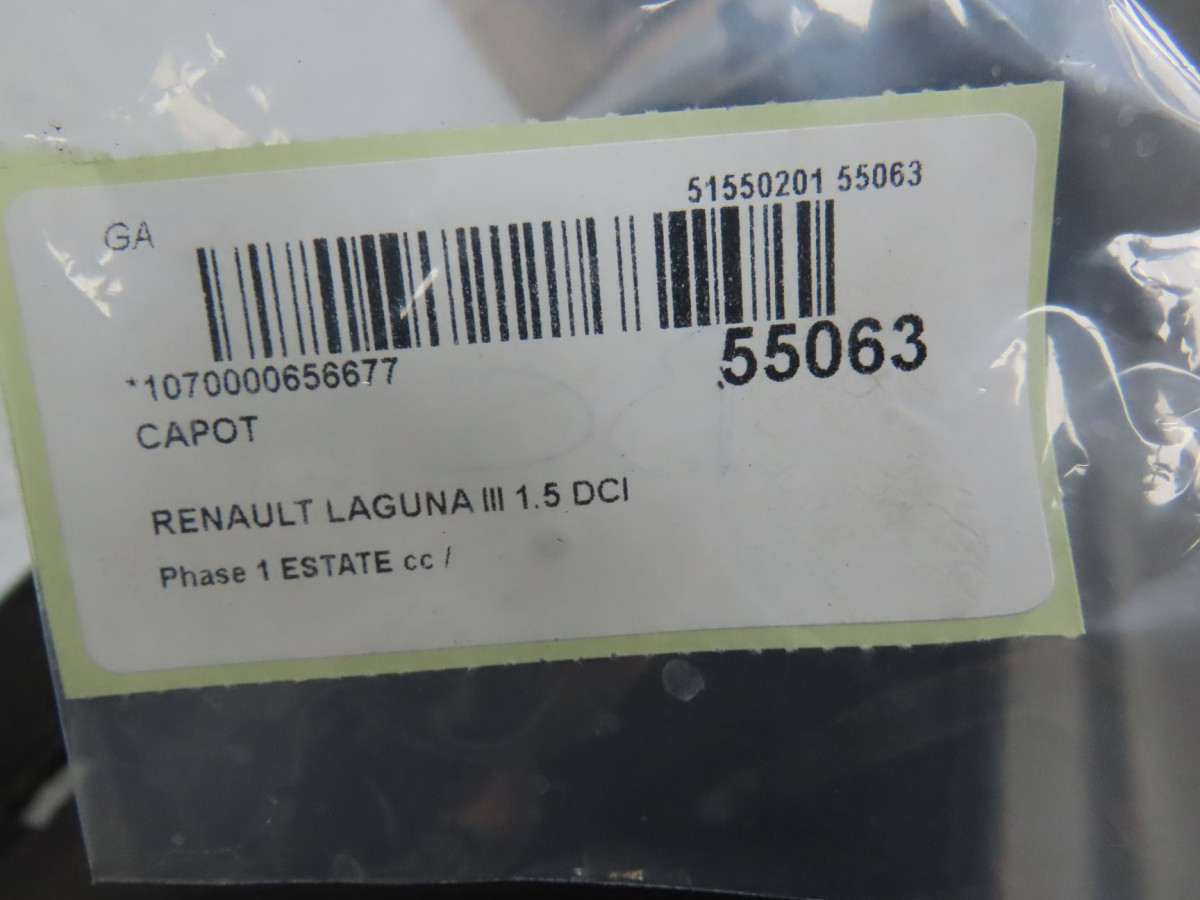 51550201 55063
GA
*1070000656677
55063
CAPOT
RENAULT LAGUNA III 1.5 DCI
Phase 1 ESTATE cc /